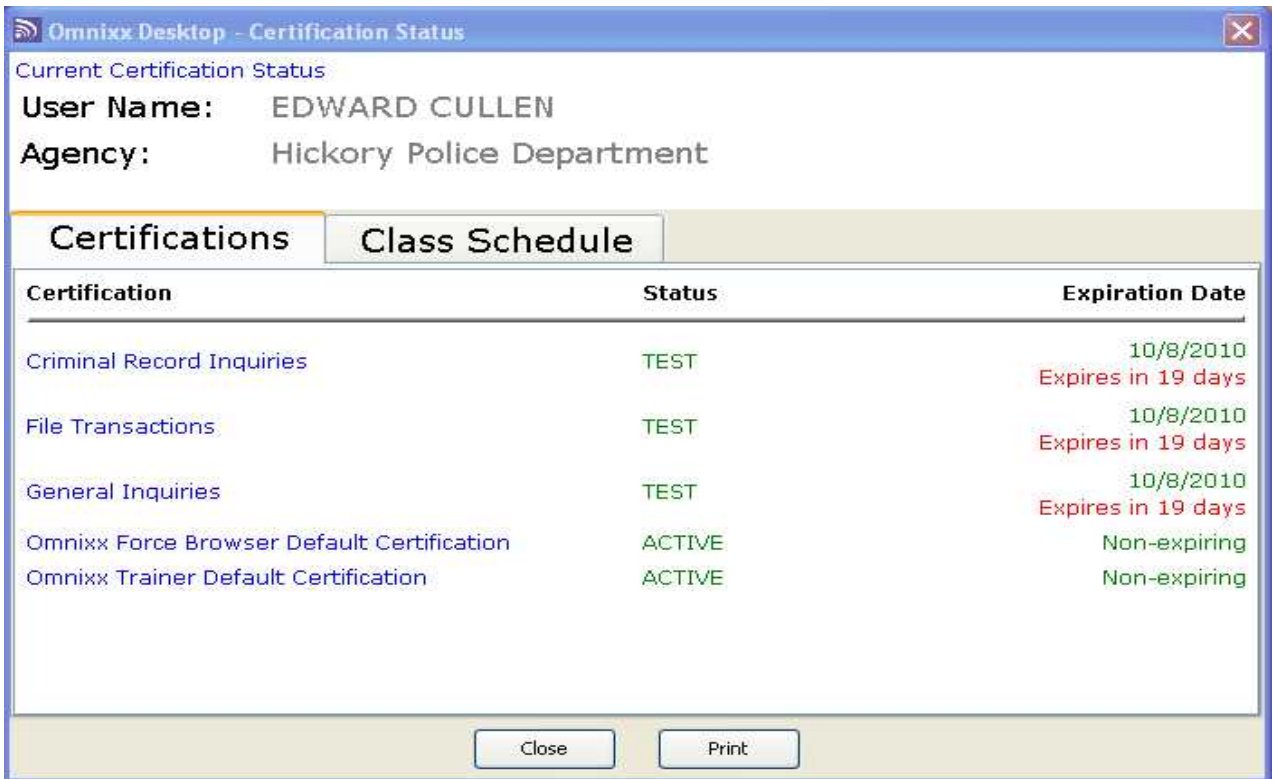 Omnixx Desktop - Certification Status
Current Certification Status
User Name: EDWARD CULLEN
Agency: Hickory Police Department
Certifications Class Schedule
Certification Status Expiration Date
Criminal Record Inquiries TEST 10/8/2010
Expires in 19 days
File Transactions TEST 10/8/2010
Expires in 19 days
General Inquiries TEST 10/8/2010
Expires in 19 days
Omnixx Force Browser Default Certification ACTIVE Non-expiring
Omnixx Trainer Default Certification ACTIVE Non-expiring
Close Print